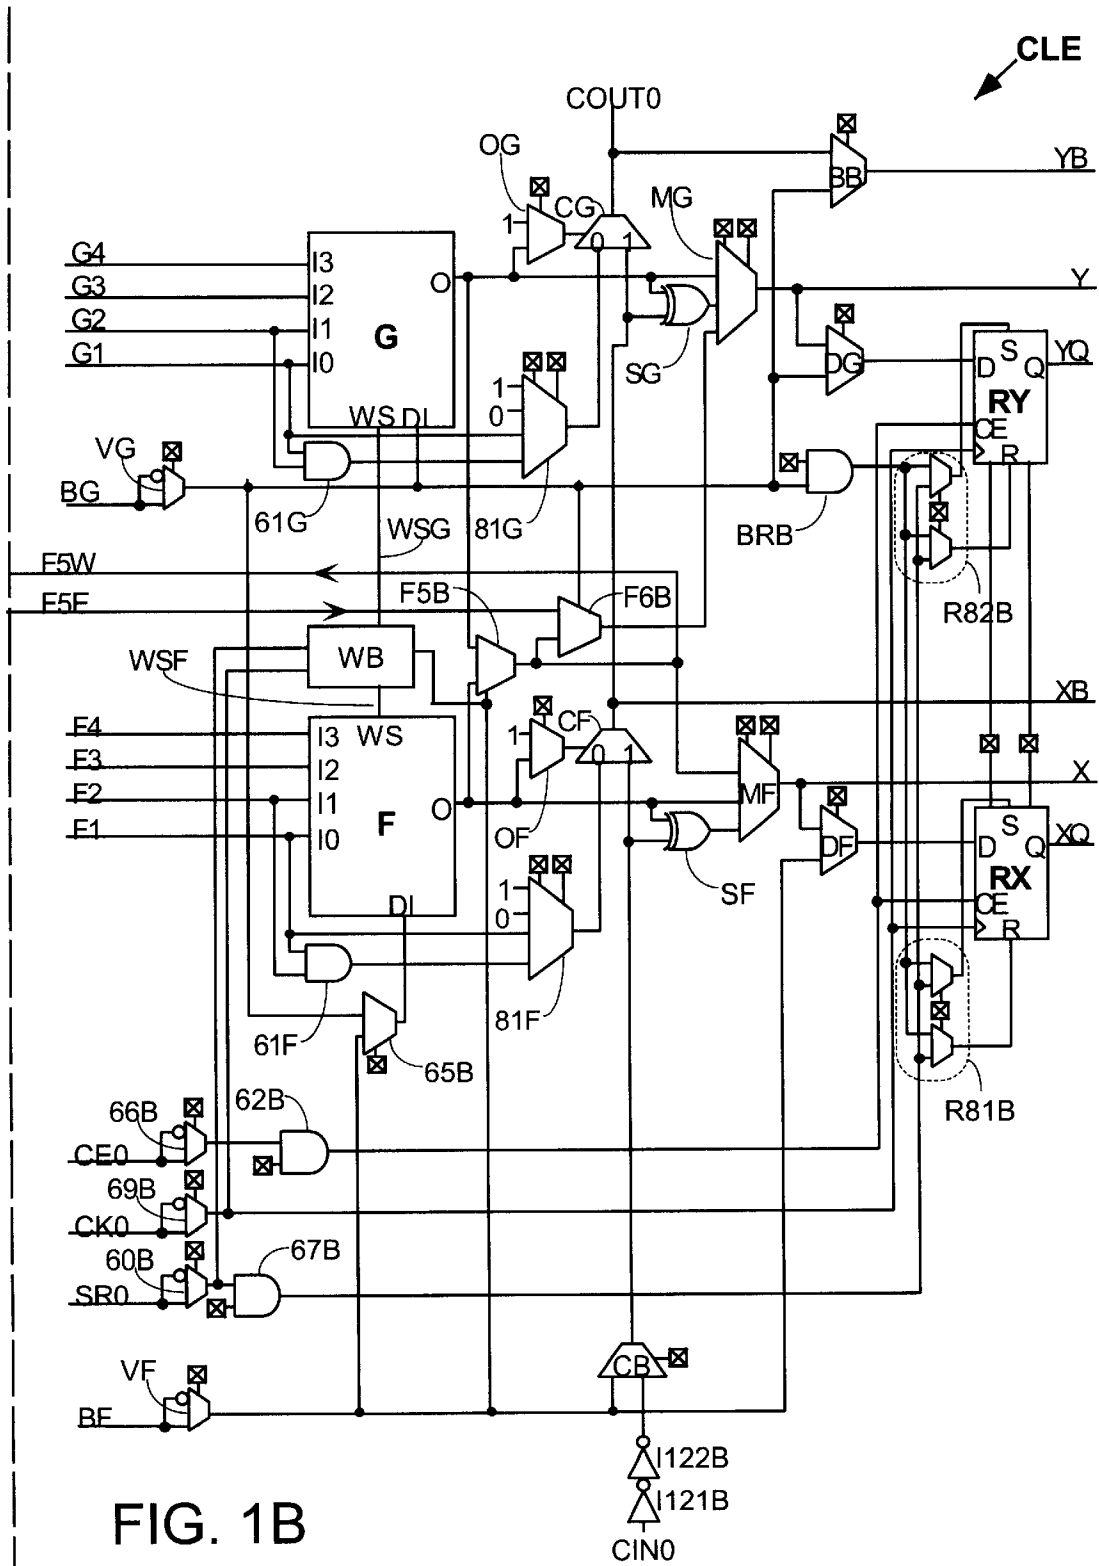 CLE
COUT0
OG
CG
MG
BB
YB
1
0 1
G4
G3
G2
G1
I3
I2
I1
I0
O
G
WS DI
Y
SG
DG
D S Q
YQ
RY
CE
R
1
0
VG
BG
61G
81G
BRB
WSG
F5W
F5B
F6B
R82B
F5E
WB
WSF
XB
CF
1
0 1
F4
F3
F2
F1
I3
I2
I1
I0
WS
O
F
DI
OF
MF
X
SF
DF
D S Q
XQ
RX
CE
R
1
0
61F
81F
65B
R81B
62B
66B
CE0
69B
CK0
60B
67B
SR0
VF
BF
CB
I122B
I121B
CIN0
FIG. 1B